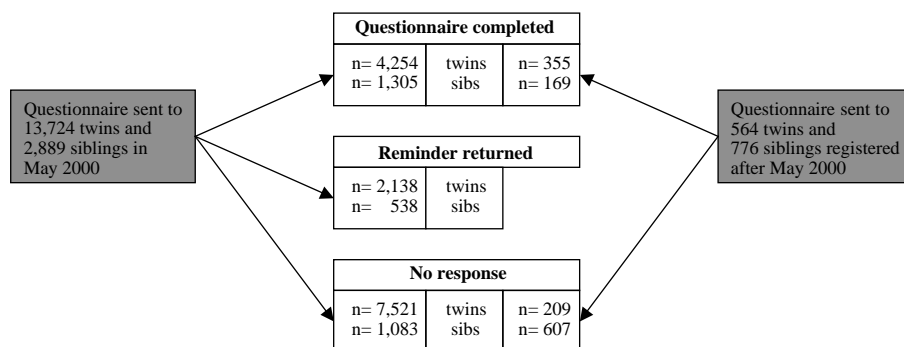 Questionnaire completed
n= 4,254 twins n= 355
n= 1,305 sibs n= 169
Questionnaire sent to
13,724 twins and
2,889 siblings in
May 2000
Questionnaire sent to
564 twins and
776 siblings registered
after May 2000
Reminder returned
n= 2,138 twins
n= 538 sibs
No response
n= 7,521 twins n= 209
n= 1,083 sibs n= 607